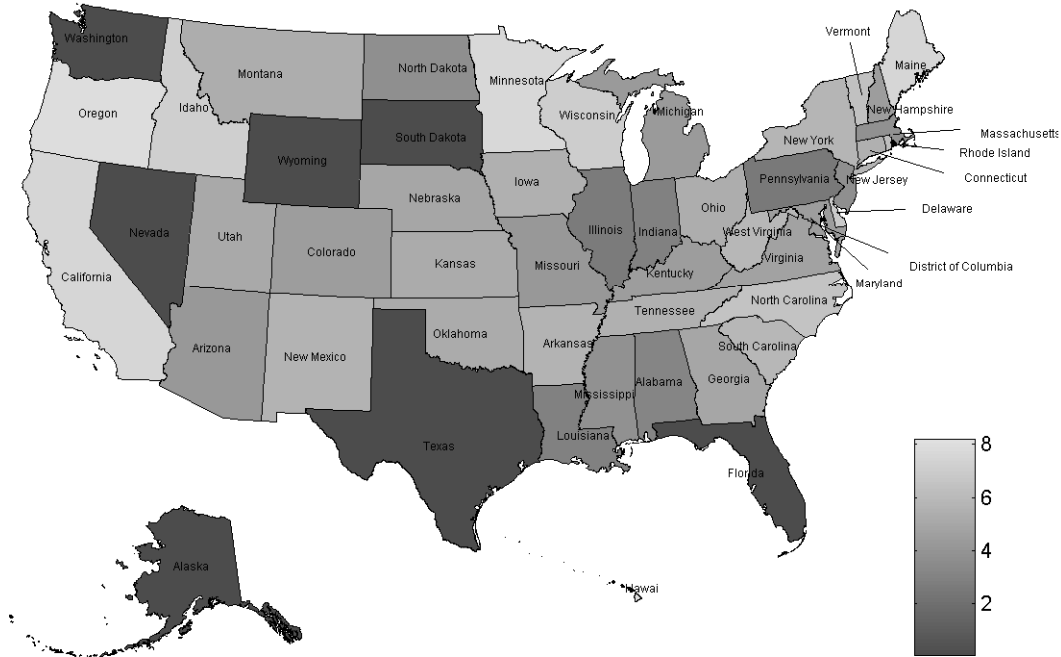 Washington
Montana
North Dakota
Minnesota
Vermont
Maine
Oregon
Idaho
Wisconsin
Michigan
New Hampshire
South Dakota
New York
Massachusetts
Wyoming
Rhode Island
Iowa
Pennsylvania
New Jersey
Connecticut
Nebraska
Ohio
Delaware
Nevada
Utah
Illinois
Indiana
West Virginia
California
Colorado
Kansas
Missouri
Kentucky
Virginia
District of Columbia
Maryland
North Carolina
Tennessee
Oklahoma
Arkansas
South Carolina
Arizona
New Mexico
Georgia
Mississippi
Alabama
Texas
Louisiana
Florida
Alaska
Hawai
8
6
4
2